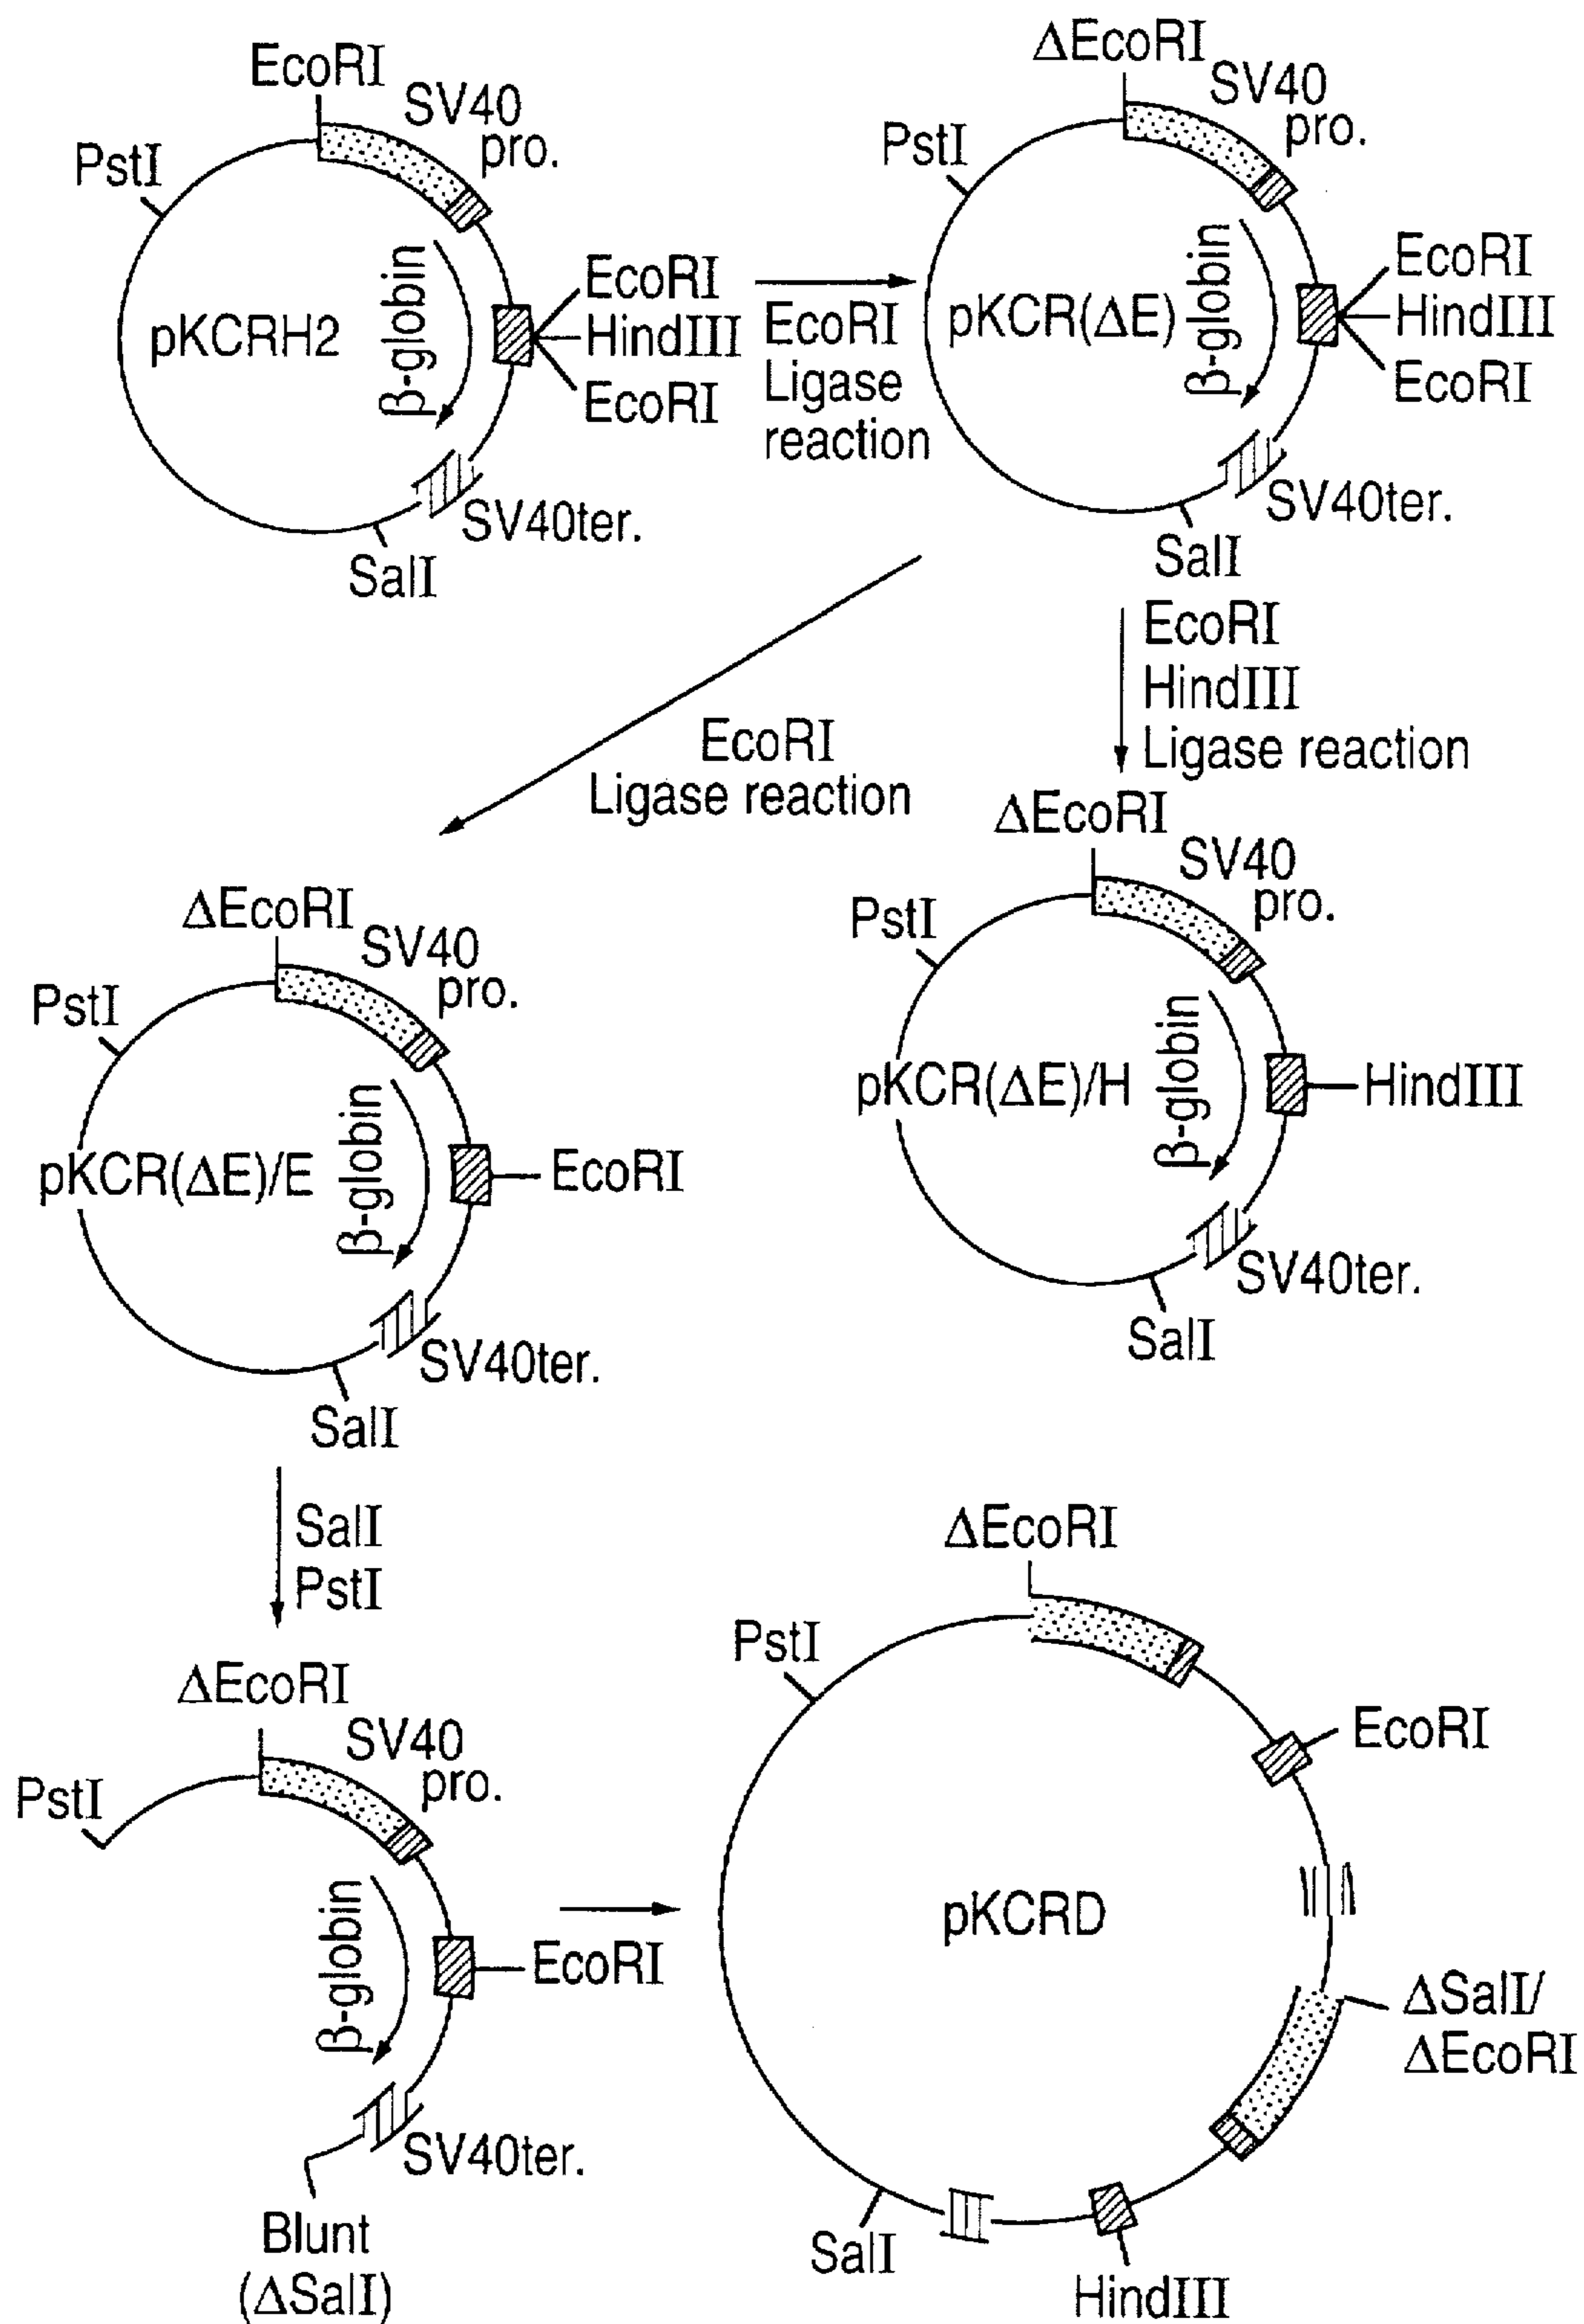 EcoRI
SV40
pro.
PstI
pKCRH2
β-globin
EcoRI
HindIII
EcoRI
SV40ter.
SalI
EcoRI
Ligase
reaction
ΔEcoRI
SV40
pro.
PstI
pKCR(ΔE)
β-globin
EcoRI
HindIII
EcoRI
SV40ter.
SalI
EcoRI
HindIII
Ligase reaction
EcoRI
Ligase reaction
ΔEcoRI
SV40
pro.
PstI
pKCR(ΔE)/H
β-globin
HindIII
SV40ter.
SalI
ΔEcoRI
SV40
pro.
PstI
pKCR(ΔE)/E
β-globin
EcoRI
SV40ter.
SalI
SalI
PstI
ΔEcoRI
SV40
pro.
PstI
β-globin
EcoRI
SV40ter.
Blunt
(ΔSalI)
ΔEcoRI
PstI
EcoRI
pKCRD
ΔSalI/
ΔEcoRI
SalI
HindIII